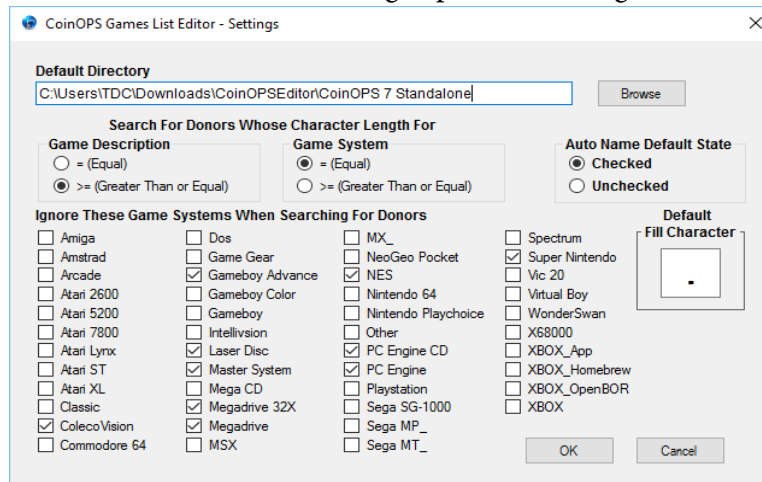 CoinOPS Games List Editor - Settings
Default Directory
C:\Users\TDC\Downloads\CoinOPSEditor\CoinOPS 7 Standalone
Browse
Search For Donors Whose Character Length For
Game Description
= (Equal)
>= (Greater Than or Equal)
Game System
= (Equal)
>= (Greater Than or Equal)
Auto Name Default State
Checked
Unchecked
Ignore These Game Systems When Searching For Donors
Amiga
Amstrad
Arcade
Atari 2600
Atari 5200
Atari 7800
Atari Lynx
Atari ST
Atari XL
Classic
ColecoVision
Commodore 64
Dos
Game Gear
Gameboy Advance
Gameboy Color
Gameboy
Intellivsion
Laser Disc
Master System
Mega CD
Megadrive 32X
Megadrive
MSX
MX_
NeoGeo Pocket
NES
Nintendo 64
Nintendo Playchoice
Other
PC Engine CD
PC Engine
Playstation
Sega SG-1000
Sega MP_
Sega MT_
Spectrum
Super Nintendo
Vic 20
Virtual Boy
WonderSwan
X68000
XBOX_App
XBOX_Homebrew
XBOX_OpenBOR
XBOX
Default
Fill Character
.
OK
Cancel